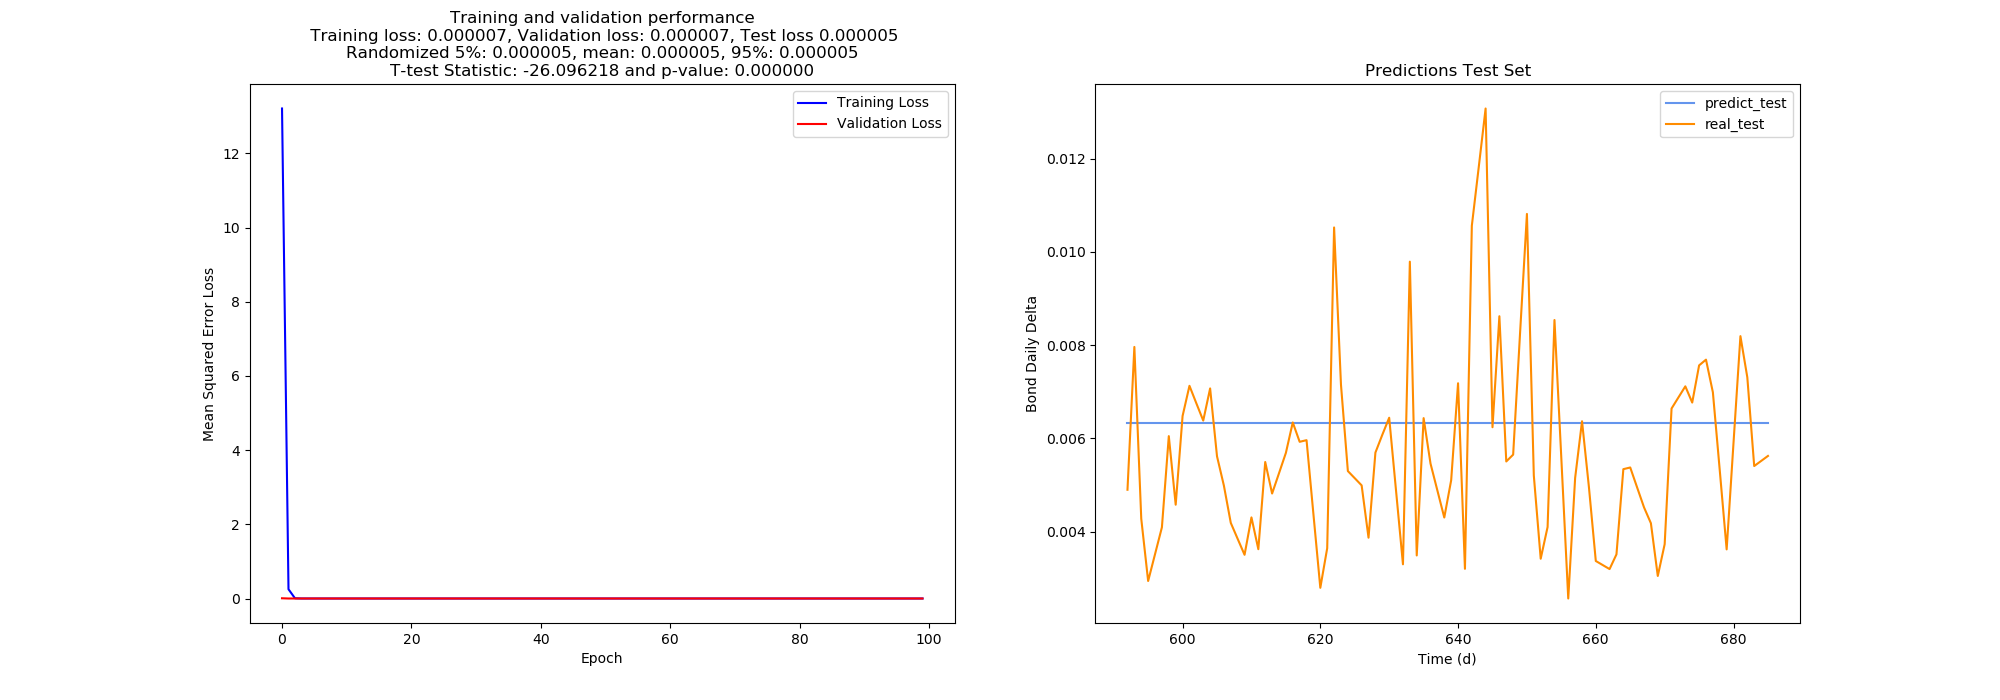 Training and validation performance
Training loss: 0.000007, Validation loss: 0.000007, Test loss 0.000005
Randomized 5%: 0.000005, mean: 0.000005, 95%: 0.000005
T-test Statistic: -26.096218 and p-value: 0.000000
Training Loss
Validation Loss
12
10
8
6
4
2
0
Mean Squared Error Loss
0 20 40 60 80 100
Epoch
Predictions Test Set
predict_test
real_test
0.012
0.010
0.008
0.006
0.004
Bond Daily Delta
600 620 640 660 680
Time (d)